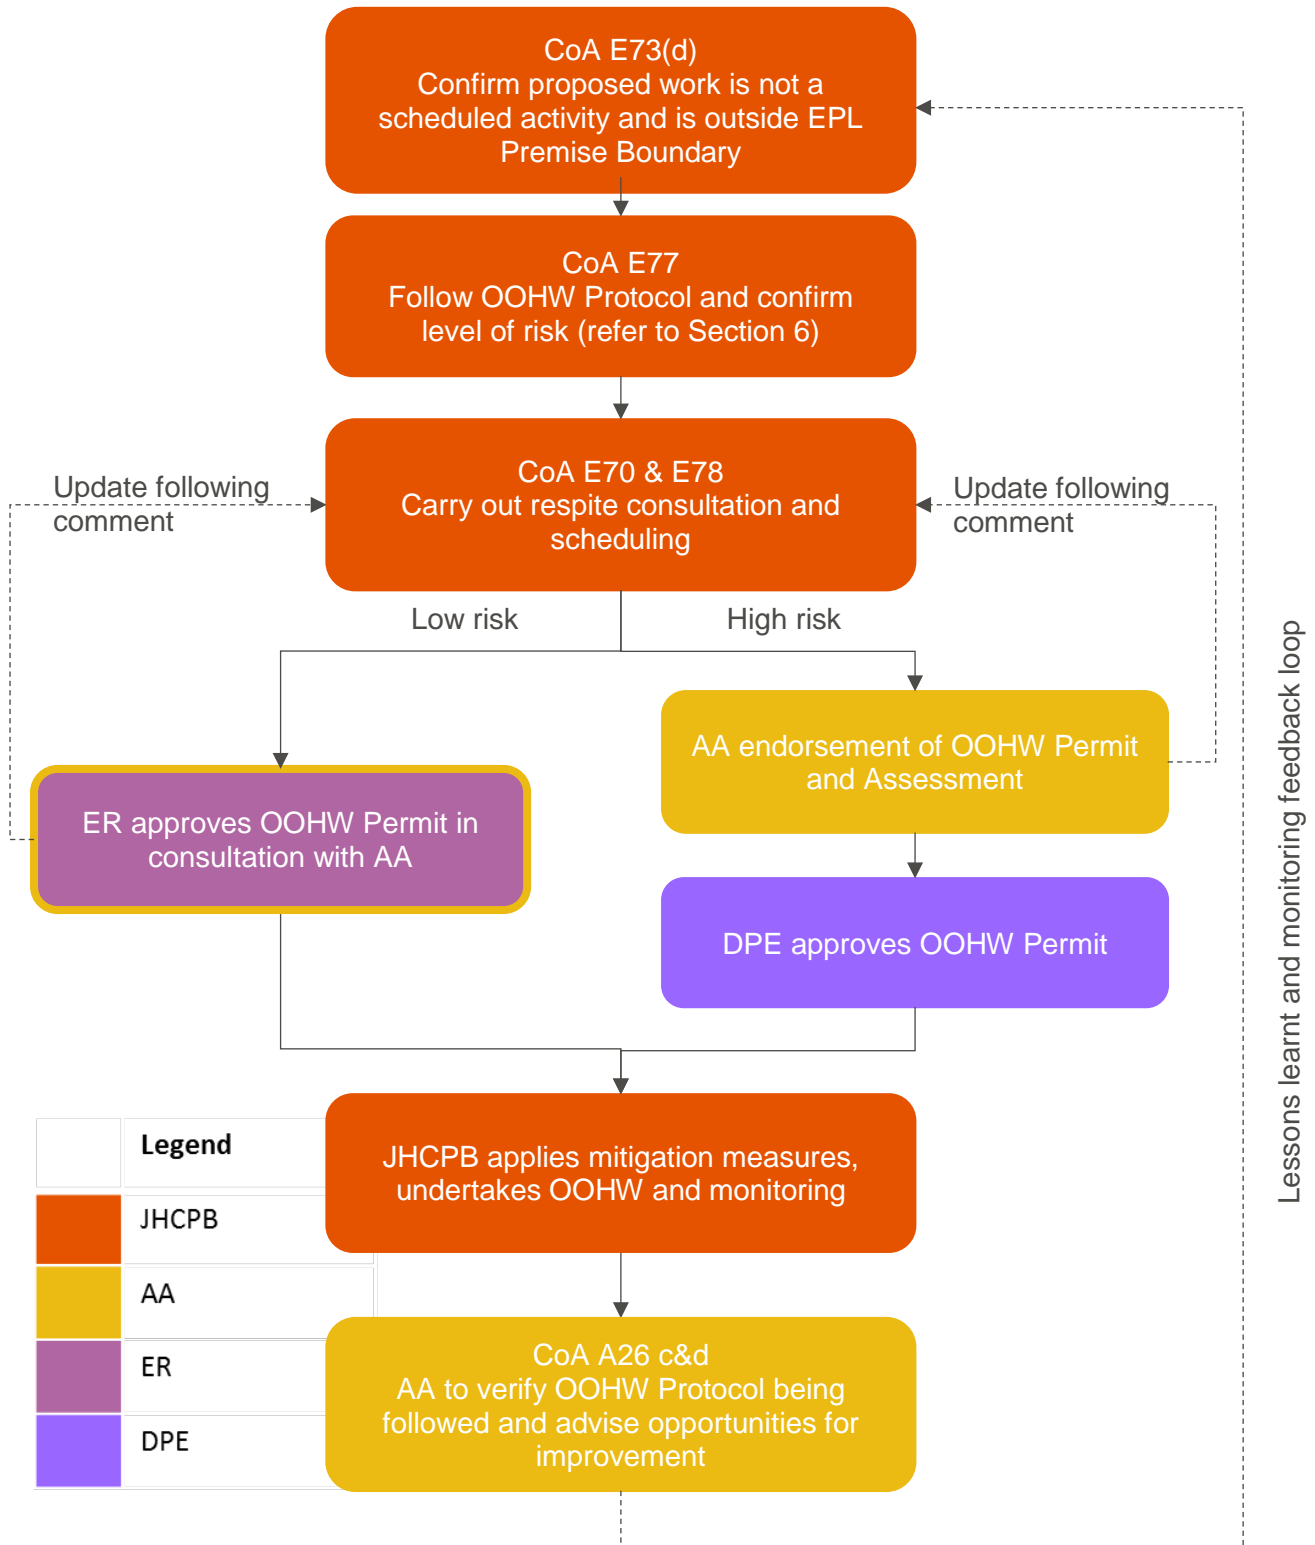 CoA E73(d)
Confirm proposed work is not a
scheduled activity and is outside EPL
Premise Boundary
CoA E77
Follow OOHW Protocol and confirm
level of risk (refer to Section 6)
Update following
comment
CoA E70 & E78
Carry out respite consultation and
scheduling
Update following
comment
Low risk
High risk
AA endorsement of OOHW Permit
and Assessment
ER approves OOHW Permit in
consultation with AA
DPE approves OOHW Permit
Lessons learnt and monitoring feedback loop
JHCPB applies mitigation measures,
undertakes OOHW and monitoring
Legend
JHCPB
AA
ER
DPE
CoA A26 c&d
AA to verify OOHW Protocol being
followed and advise opportunities for
improvement